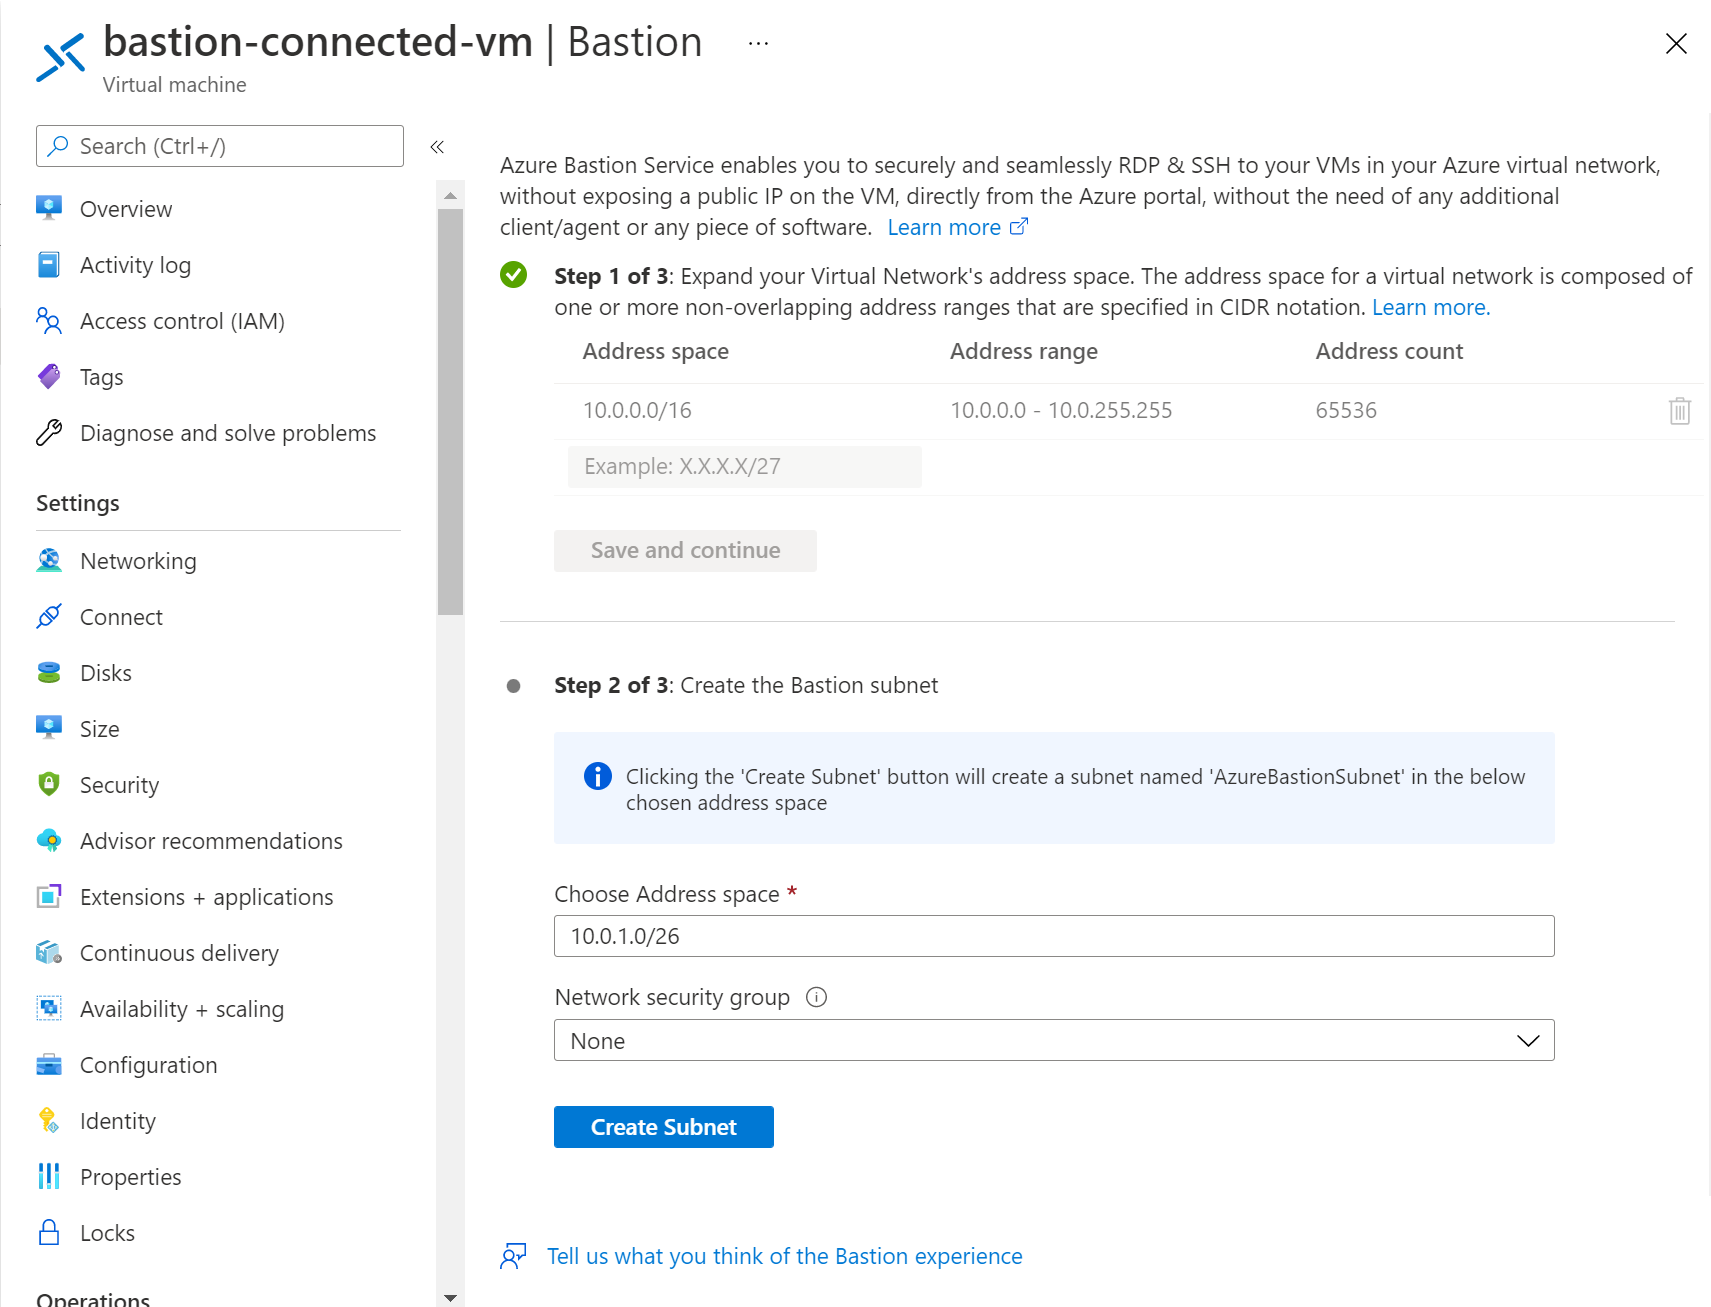 bastion-connected-vm | Bastion ...
Virtual machine
Search (Ctrl+/)
«
Overview
Activity log
Access control (IAM)
Tags
Diagnose and solve problems
Settings
Networking
Connect
Disks
Size
Security
Advisor recommendations
Extensions + applications
Continuous delivery
Availability + scaling
Configuration
Identity
Properties
Locks
Operations
Azure Bastion Service enables you to securely and seamlessly RDP & SSH to your VMs in your Azure virtual network,
without exposing a public IP on the VM, directly from the Azure portal, without the need of any additional
client/agent or any piece of software. Learn more
Step 1 of 3: Expand your Virtual Network's address space. The address space for a virtual network is composed of
one or more non-overlapping address ranges that are specified in CIDR notation. Learn more.
Address space Address range Address count
10.0.0.0/16 10.0.0.0 - 10.0.255.255 65536
Example: X.X.X.X/27
Save and continue
Step 2 of 3: Create the Bastion subnet
Clicking the 'Create Subnet' button will create a subnet named 'AzureBastionSubnet' in the below
chosen address space
Choose Address space *
10.0.1.0/26
Network security group
None
Create Subnet
Tell us what you think of the Bastion experience